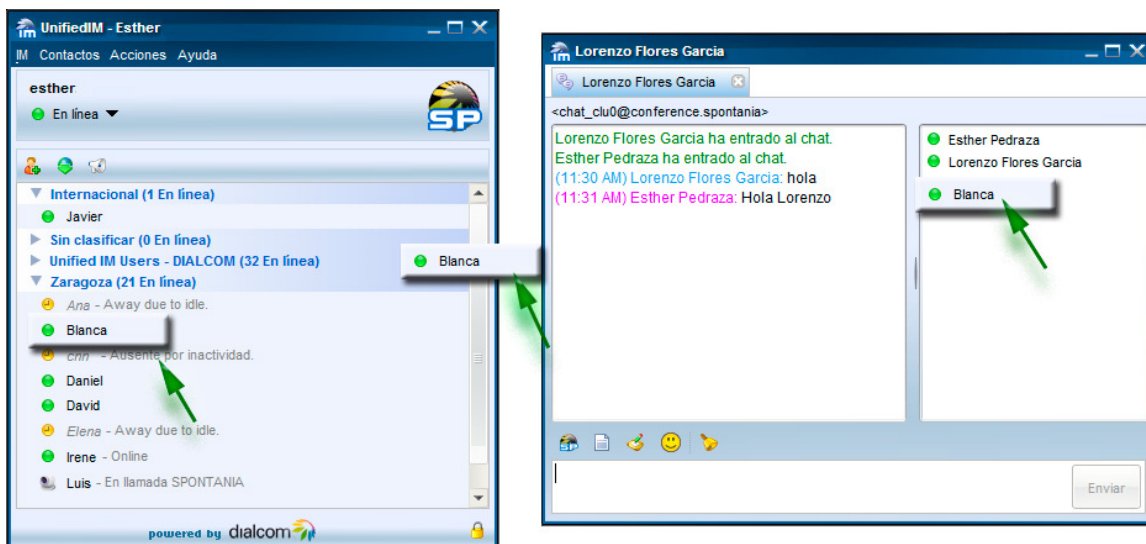 UnifiedIM - Esther
IM Contactos Acciones Ayuda
esther
En línea
SP
Internacional (1 En línea)
Javier
Sin clasificar (0 En línea)
Unified IM Users - DIALCOM (32 En línea)
Zaragoza (21 En línea)
Ana - Away due to idle.
Blanca
cnn - Ausente por inactividad.
Daniel
David
Elena - Away due to idle.
Irene - Online
Luis - En llamada SPONTANIA
powered by dialcom
Blanca
Lorenzo Flores Garcia
Lorenzo Flores Garcia
<chat_clu0@conference.spontania>
Lorenzo Flores Garcia ha entrado al chat.
Esther Pedraza ha entrado al chat.
(11:30 AM) Lorenzo Flores Garcia: hola
(11:31 AM) Esther Pedraza: Hola Lorenzo
Esther Pedraza
Lorenzo Flores Garcia
Blanca
Enviar